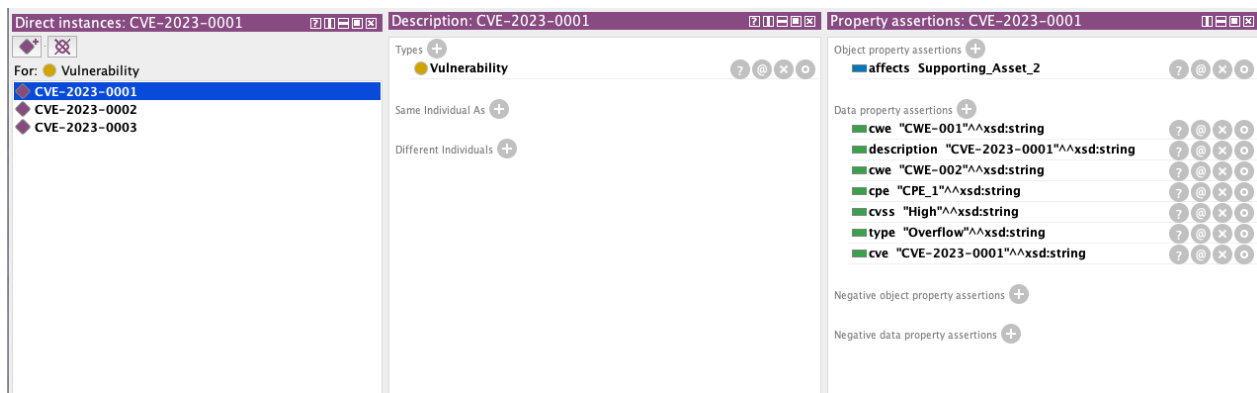 Direct instances: CVE-2023-0001
For: Vulnerability
CVE-2023-0001
CVE-2023-0002
CVE-2023-0003
Description: CVE-2023-0001
Types
Vulnerability
Same Individual As
Different Individuals
Property assertions: CVE-2023-0001
Object property assertions
affects Supporting_Asset_2
Data property assertions
cwe "CWE-001"^^xsd:string
description "CVE-2023-0001"^^xsd:string
cwe "CWE-002"^^xsd:string
cpe "CPE_1"^^xsd:string
cvss "High"^^xsd:string
type "Overflow"^^xsd:string
cve "CVE-2023-0001"^^xsd:string
Negative object property assertions
Negative data property assertions